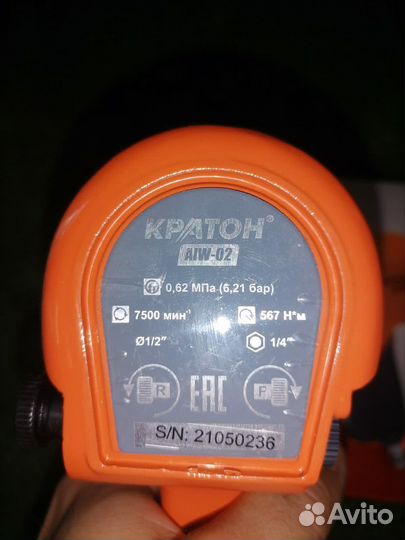 КРАТОН®
AIW-02
0,62 МПа (6,21 бар)
7500 мин⁻¹ 567 Н*м
Ø1/2" 1/4"
R EAC F
S/N: 21050236
Avito